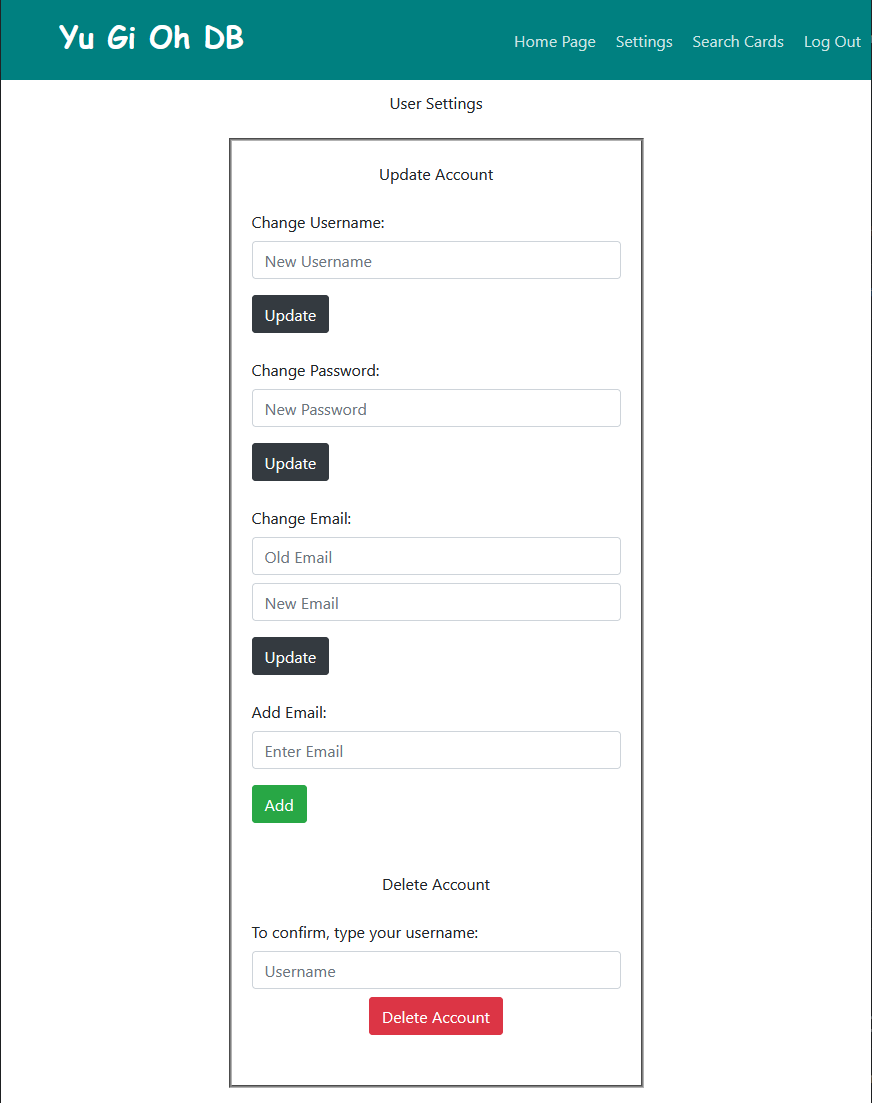 Yu Gi Oh DB
Home Page Settings Search Cards Log Out
User Settings
Update Account
Change Username:
New Username
Update
Change Password:
New Password
Update
Change Email:
Old Email
New Email
Update
Add Email:
Enter Email
Add
Delete Account
To confirm, type your username:
Username
Delete Account